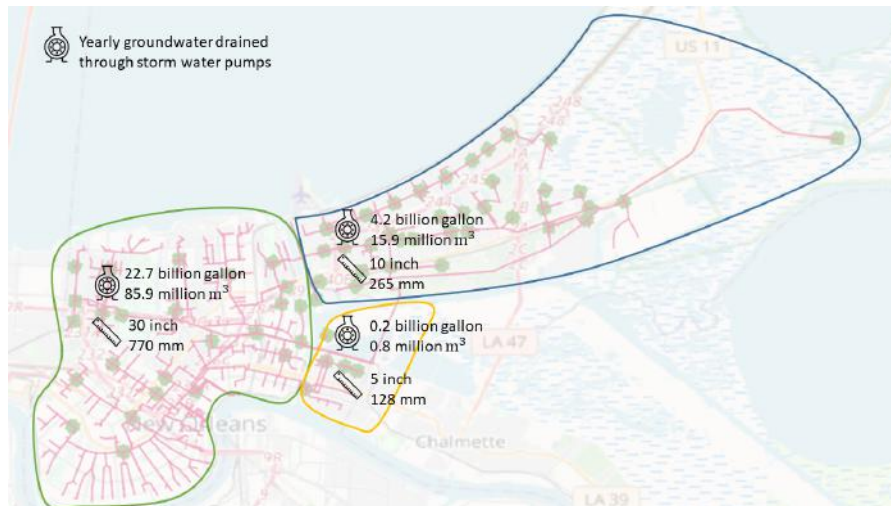 Yearly groundwater drained
through storm water pumps
US 11
4.2 billion gallon
15.9 million m³
10 inch
265 mm
22.7 billion gallon
85.9 million m³
30 inch
770 mm
0.2 billion gallon
0.8 million m³
5 inch
128 mm
LA 47
New Orleans
Chalmette
LA 39